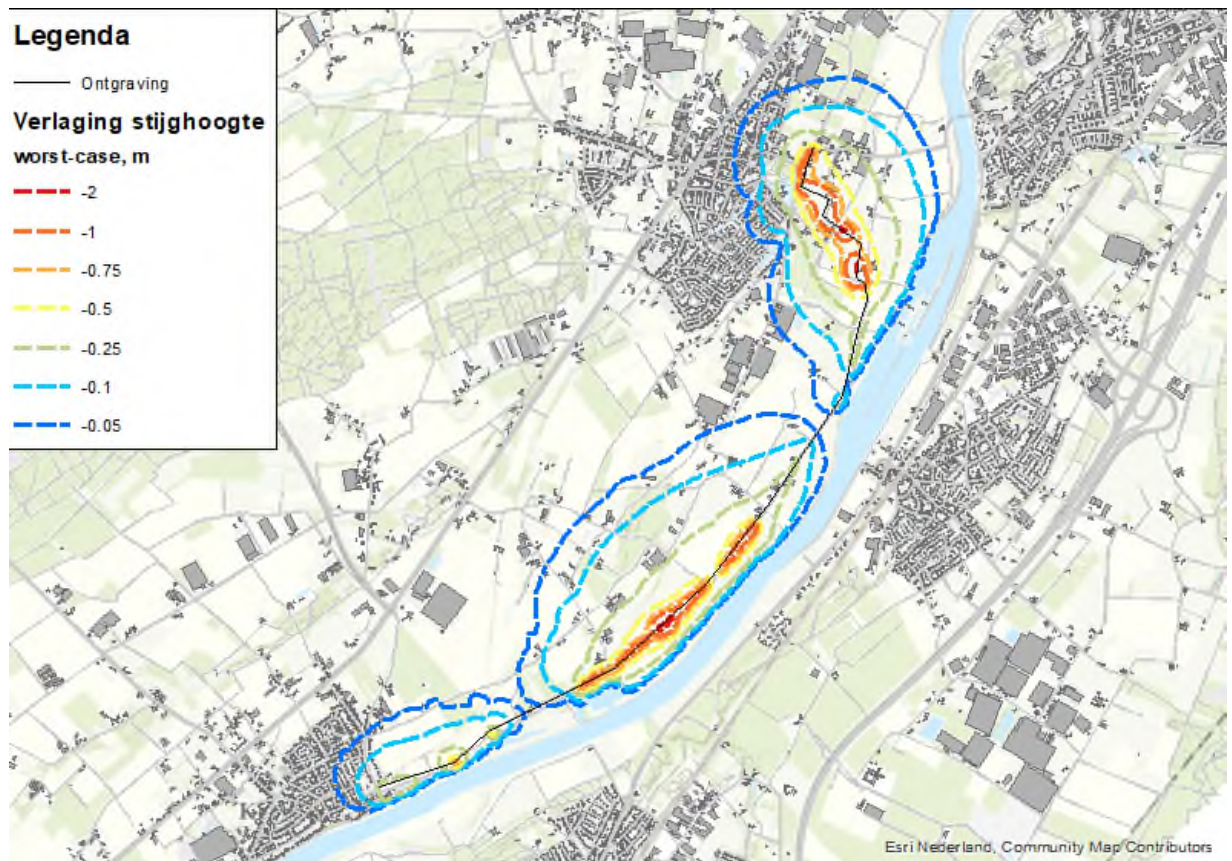 Legenda
Ontgraving
Verlaging stijghoogte
worst-case, m
-2
-1
-0.75
-0.5
-0.25
-0.1
-0.05
Esri Nederland, Community Map Contributors